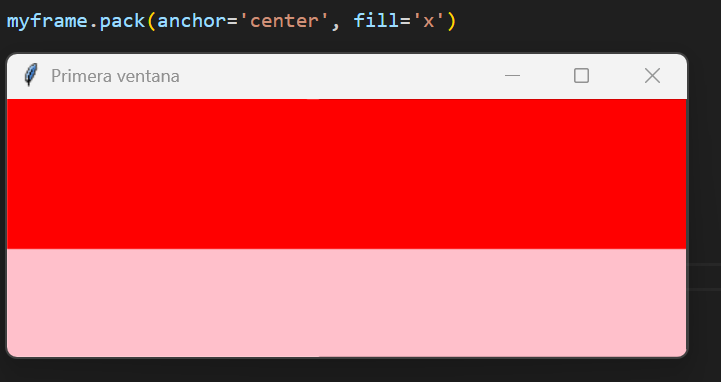 myframe.pack(anchor='center', fill='x')
Primera ventana